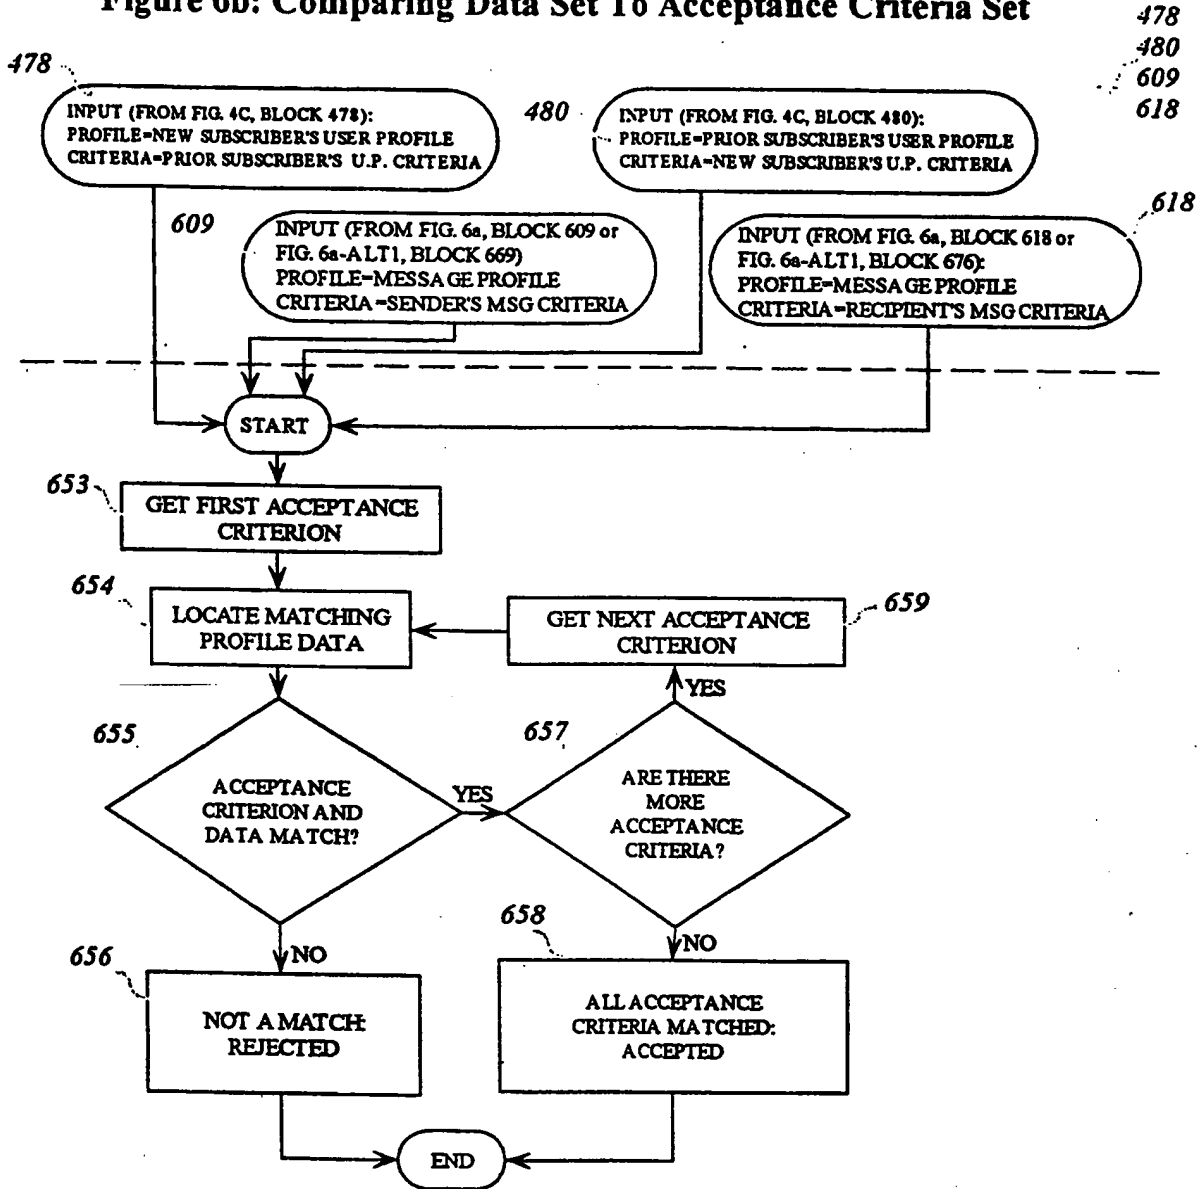 Figure 6b: Comparing Data Set To Acceptance Criteria Set
478
480
609
618
478
INPUT (FROM FIG. 4C, BLOCK 478):
PROFILE=NEW SUBSCRIBER'S USER PROFILE
CRITERIA=PRIOR SUBSCRIBER'S U.P. CRITERIA
480
INPUT (FROM FIG. 4C, BLOCK 480):
PROFILE=PRIOR SUBSCRIBER'S USER PROFILE
CRITERIA=NEW SUBSCRIBER'S U.P. CRITERIA
609
INPUT (FROM FIG. 6a, BLOCK 609 or
FIG. 6a-ALT1, BLOCK 669)
PROFILE=MESSAGE PROFILE
CRITERIA=SENDER'S MSG CRITERIA
618
INPUT (FROM FIG. 6a, BLOCK 618 or
FIG. 6a-ALT1, BLOCK 676):
PROFILE=MESSAGE PROFILE
CRITERIA=RECIPIENT'S MSG CRITERIA
START
653
GET FIRST ACCEPTANCE
CRITERION
654
LOCATE MATCHING
PROFILE DATA
GET NEXT ACCEPTANCE
CRITERION
659
YES
655
ACCEPTANCE
CRITERION AND
DATA MATCH?
YES
657
ARE THERE
MORE
ACCEPTANCE
CRITERIA?
NO
656
NOT A MATCH:
REJECTED
NO
658
ALL ACCEPTANCE
CRITERIA MATCHED:
ACCEPTED
END